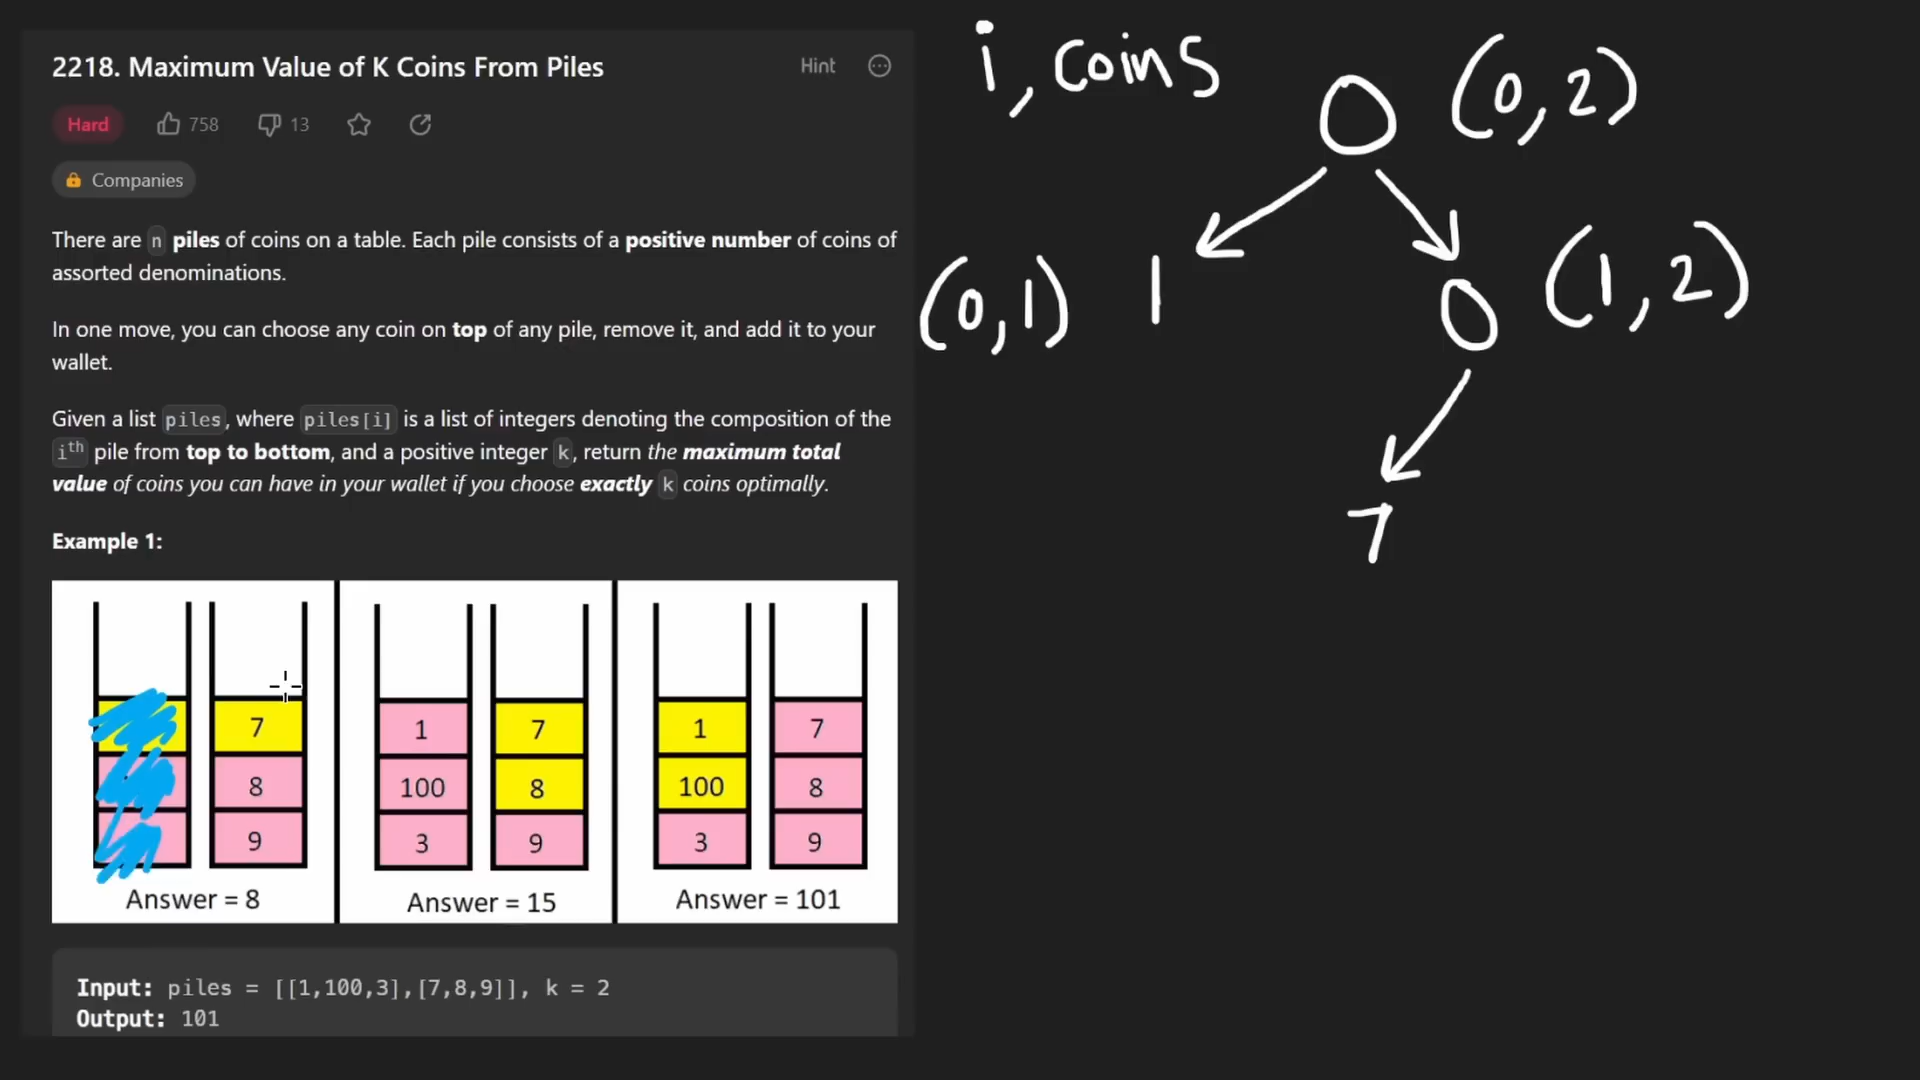 2218. Maximum Value of K Coins From Piles
Hint
Hard 758 13
Companies
There are n piles of coins on a table. Each pile consists of a positive number of coins of
assorted denominations.
In one move, you can choose any coin on top of any pile, remove it, and add it to your
wallet.
Given a list piles, where piles[i] is a list of integers denoting the composition of the
ith pile from top to bottom, and a positive integer k, return the maximum total
value of coins you can have in your wallet if you choose exactly k coins optimally.
Example 1:
7
8
9
Answer = 8
1 7
100 8
3 9
Answer = 15
1 7
100 8
3 9
Answer = 101
Input: piles = [[1,100,3],[7,8,9]], k = 2
Output: 101
i, coins
0 (0,2)
(0,1) 1
0 (1,2)
7